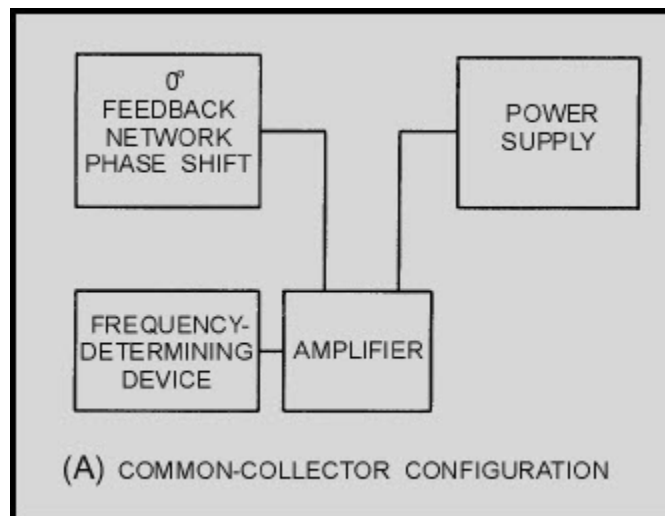 0°
FEEDBACK
NETWORK
PHASE SHIFT
POWER
SUPPLY
FREQUENCY-
DETERMINING
DEVICE
AMPLIFIER
(A) COMMON-COLLECTOR CONFIGURATION